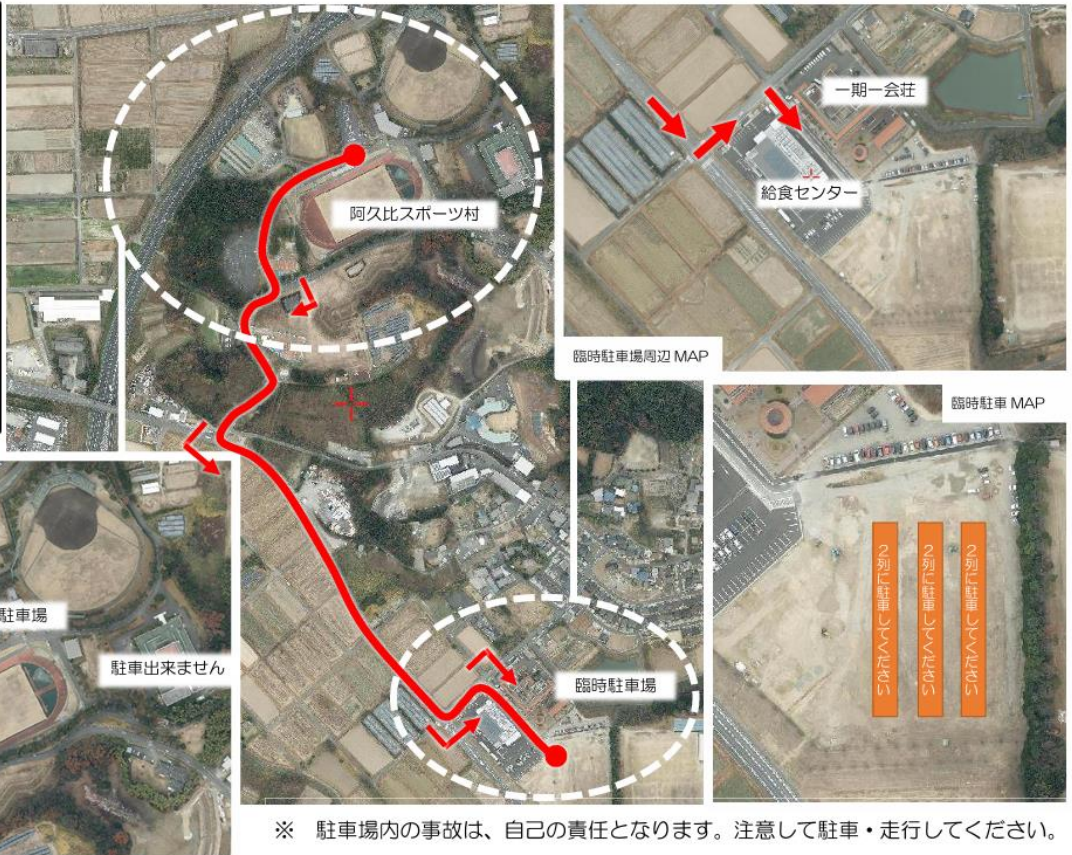 阿久比スポーツ村
一期一会荘
給食センター
臨時駐車場周辺 MAP
臨時駐車 MAP
2列に駐車してください
2列に駐車してください
2列に駐車してください
駐車場
駐車出来ません
臨時駐車場
※ 駐車場内の事故は、自己の責任となります。注意して駐車・走行してください。